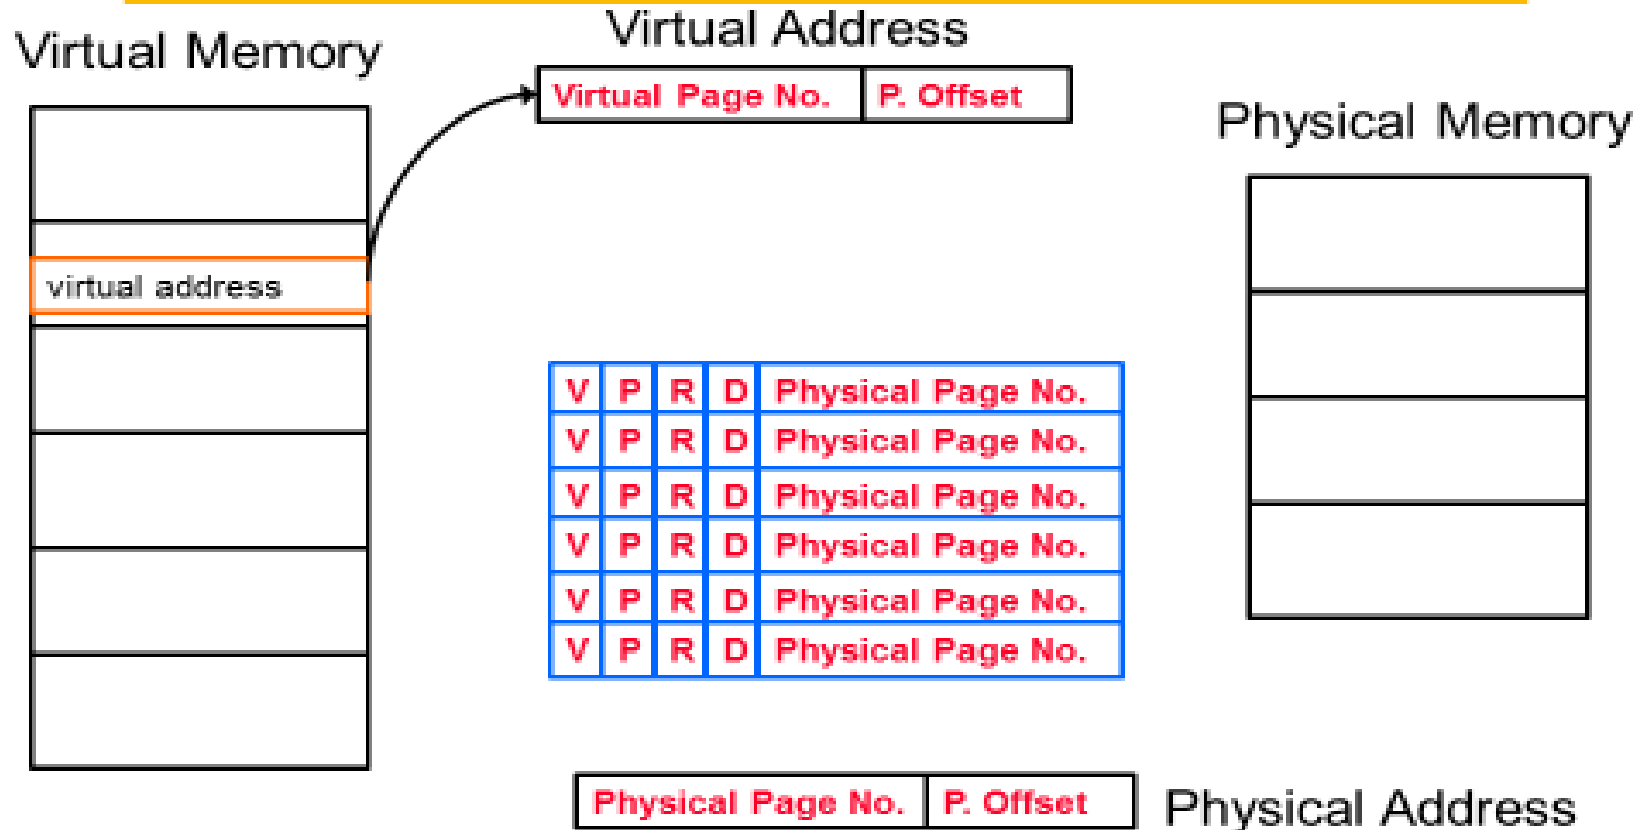 Virtual Memory
Virtual Address
Virtual Page No. P. Offset
Physical Memory
virtual address
V P R D Physical Page No.
V P R D Physical Page No.
V P R D Physical Page No.
V P R D Physical Page No.
V P R D Physical Page No.
V P R D Physical Page No.
Physical Page No. P. Offset Physical Address